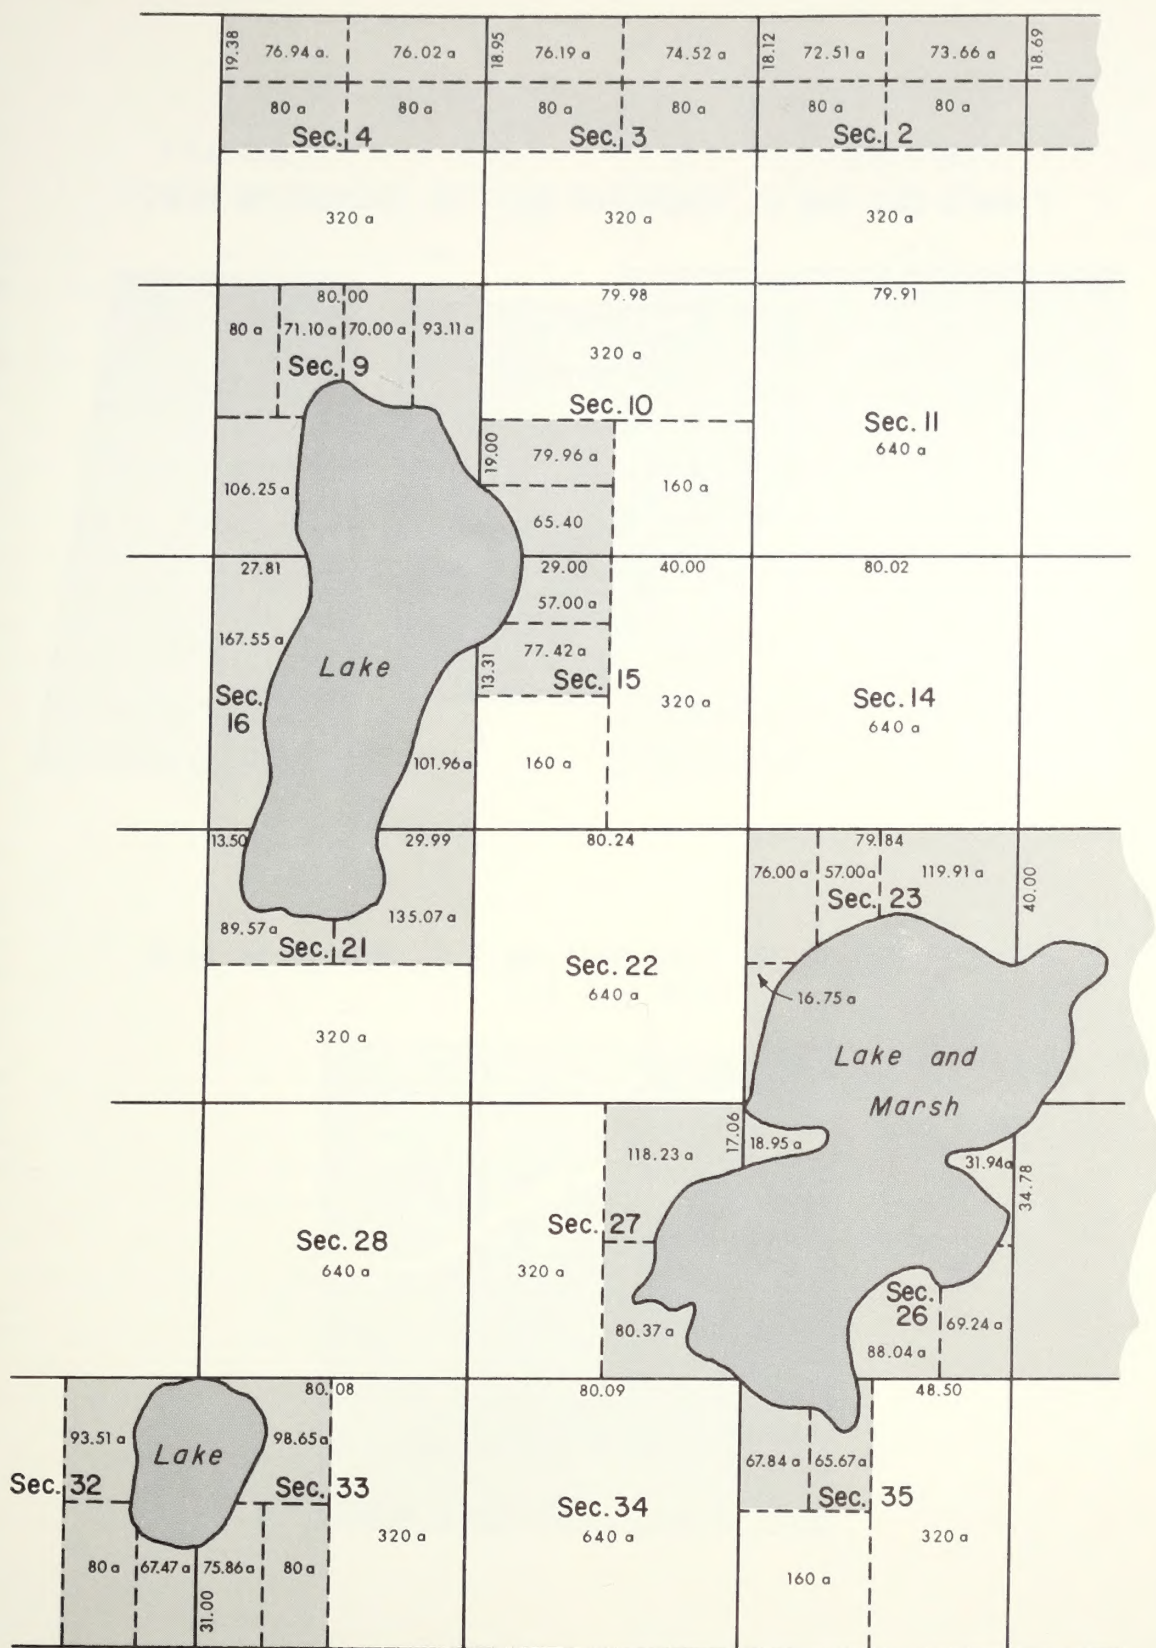 19.38 76.94 a. 76.02 a 18.95 76.19 a 74.52 a 18.12 72.51 a 73.66 a 18.69
80 a 80 a 80 a 80 a 80 a 80 a
Sec. 4 Sec. 3 Sec. 2
320 a 320 a 320 a
80.00 79.98 79.91
80 a 71.10 a 70.00 a 93.11 a
320 a
Sec. 9
Sec. 10
Sec. 11
640 a
19.00 79.96 a
106.25 a 160 a
65.40
27.81 29.00 40.00 80.02
57.00 a
167.55 a
Lake 13.31 77.42 a
Sec. 15
Sec.
16
320 a
Sec. 14
640 a
101.96 a 160 a
13.50 29.99 80.24 79.84
76.00 a 57.00 a 119.91 a 40.00
Sec. 23
89.57 a 135.07 a
Sec. 21
Sec. 22
640 a
16.75 a
320 a
Lake and
Marsh
17.06 18.95 a
118.23 a 31.94 a
34.78
Sec. 27
Sec. 28
640 a
320 a
Sec.
26
80.37 a 69.24 a
88.04 a
80.08 80.09 48.50
93.51 a 98.65 a
Lake
67.84 a 65.67 a
Sec. 32 Sec. 33
Sec. 35
Sec. 34
640 a
320 a 320 a
80 a 67.47 a 75.86 a 80 a
160 a
31.00